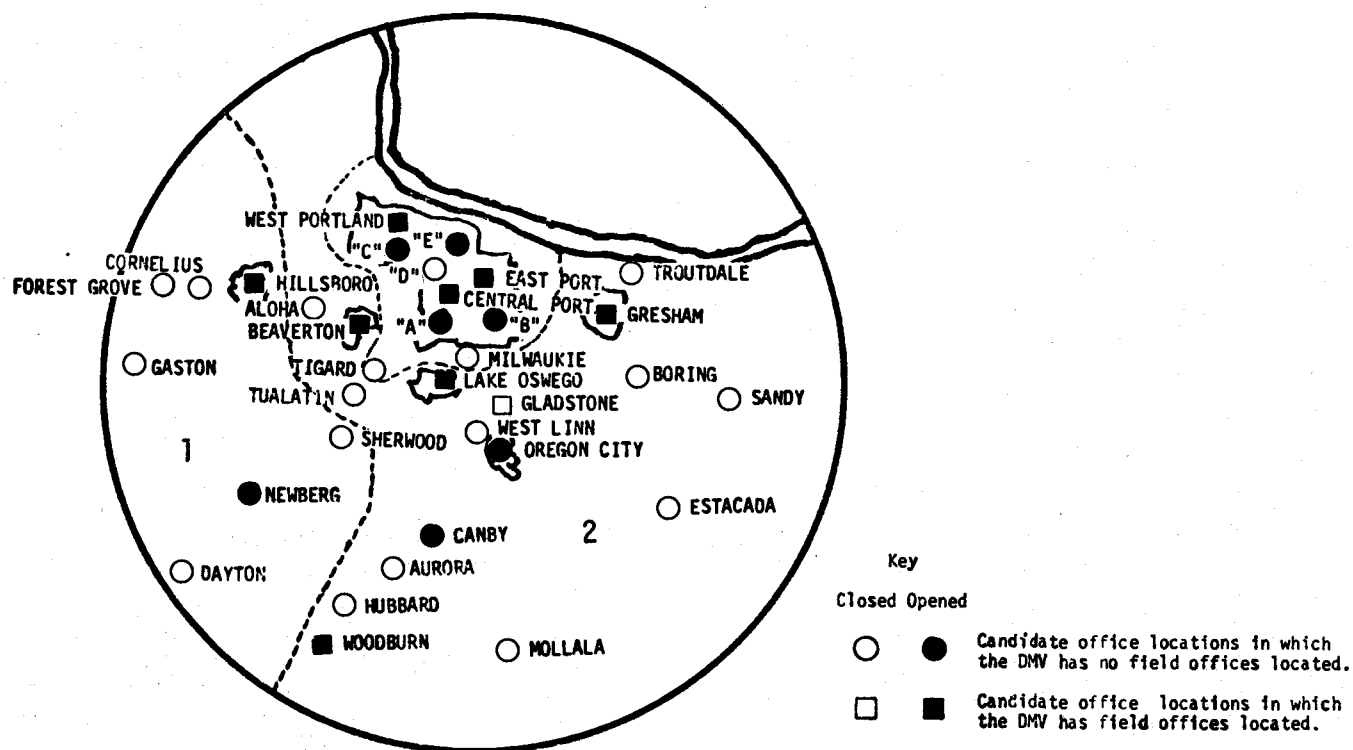 WEST PORTLAND
"C"
"E"
"D"
EAST PORT
CENTRAL PORT
"A"
"B"
TROUTDALE
CORNELIUS
FOREST GROVE
HILLSBORO
ALOHA
BEAVERTON
GRESHAM
MILWAUKIE
TIGARD
LAKE OSWEGO
BORING
GASTON
TUALATIN
GLADSTONE
SANDY
SHERWOOD
WEST LINN
OREGON CITY
1
NEWBERG
ESTACADA
CANBY
2
DAYTON
AURORA
HUBBARD
WOODBURN
MOLLALA
Key
Closed Opened
Candidate office locations in which
the DMV has no field offices located.
Candidate office locations in which
the DMV has field offices located.